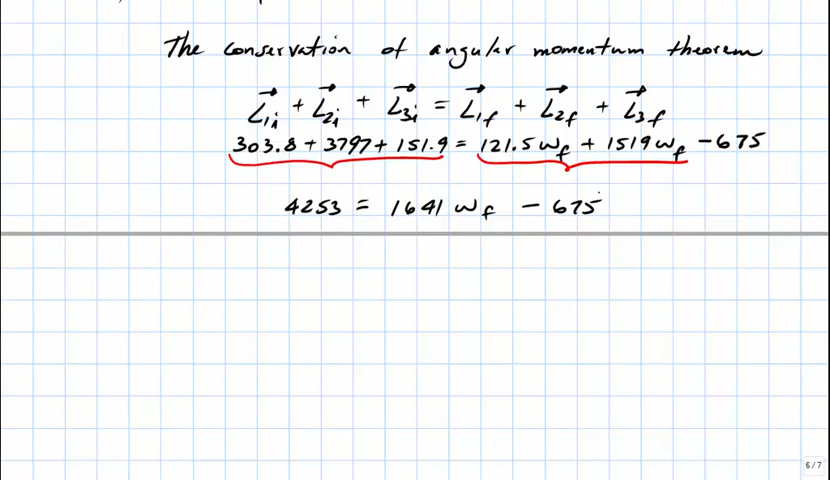 The conservation of angular momentum theorem
L⃗1i + L⃗2i + L⃗3i = L⃗1f + L⃗2f + L⃗3f
303.8 + 3797 + 151.9 = 121.5 ωf + 1519 ωf - 675
4253 = 1641 ωf - 675
6/7